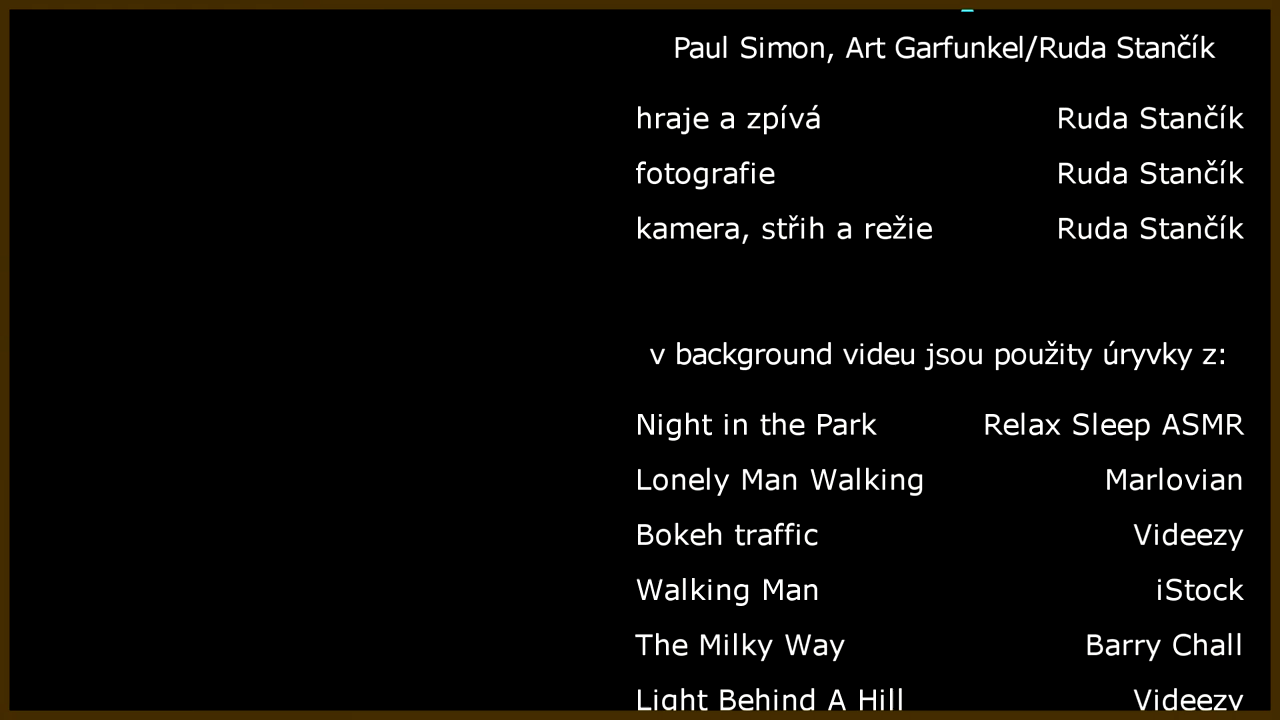 Paul Simon, Art Garfunkel/Ruda Stančík
hraje a zpívá Ruda Stančík
fotografie Ruda Stančík
kamera, střih a režie Ruda Stančík
v background videu jsou použity úryvky z:
Night in the Park Relax Sleep ASMR
Lonely Man Walking Marlovian
Bokeh traffic Videezy
Walking Man iStock
The Milky Way Barry Chall
Light Behind A Hill Videezy